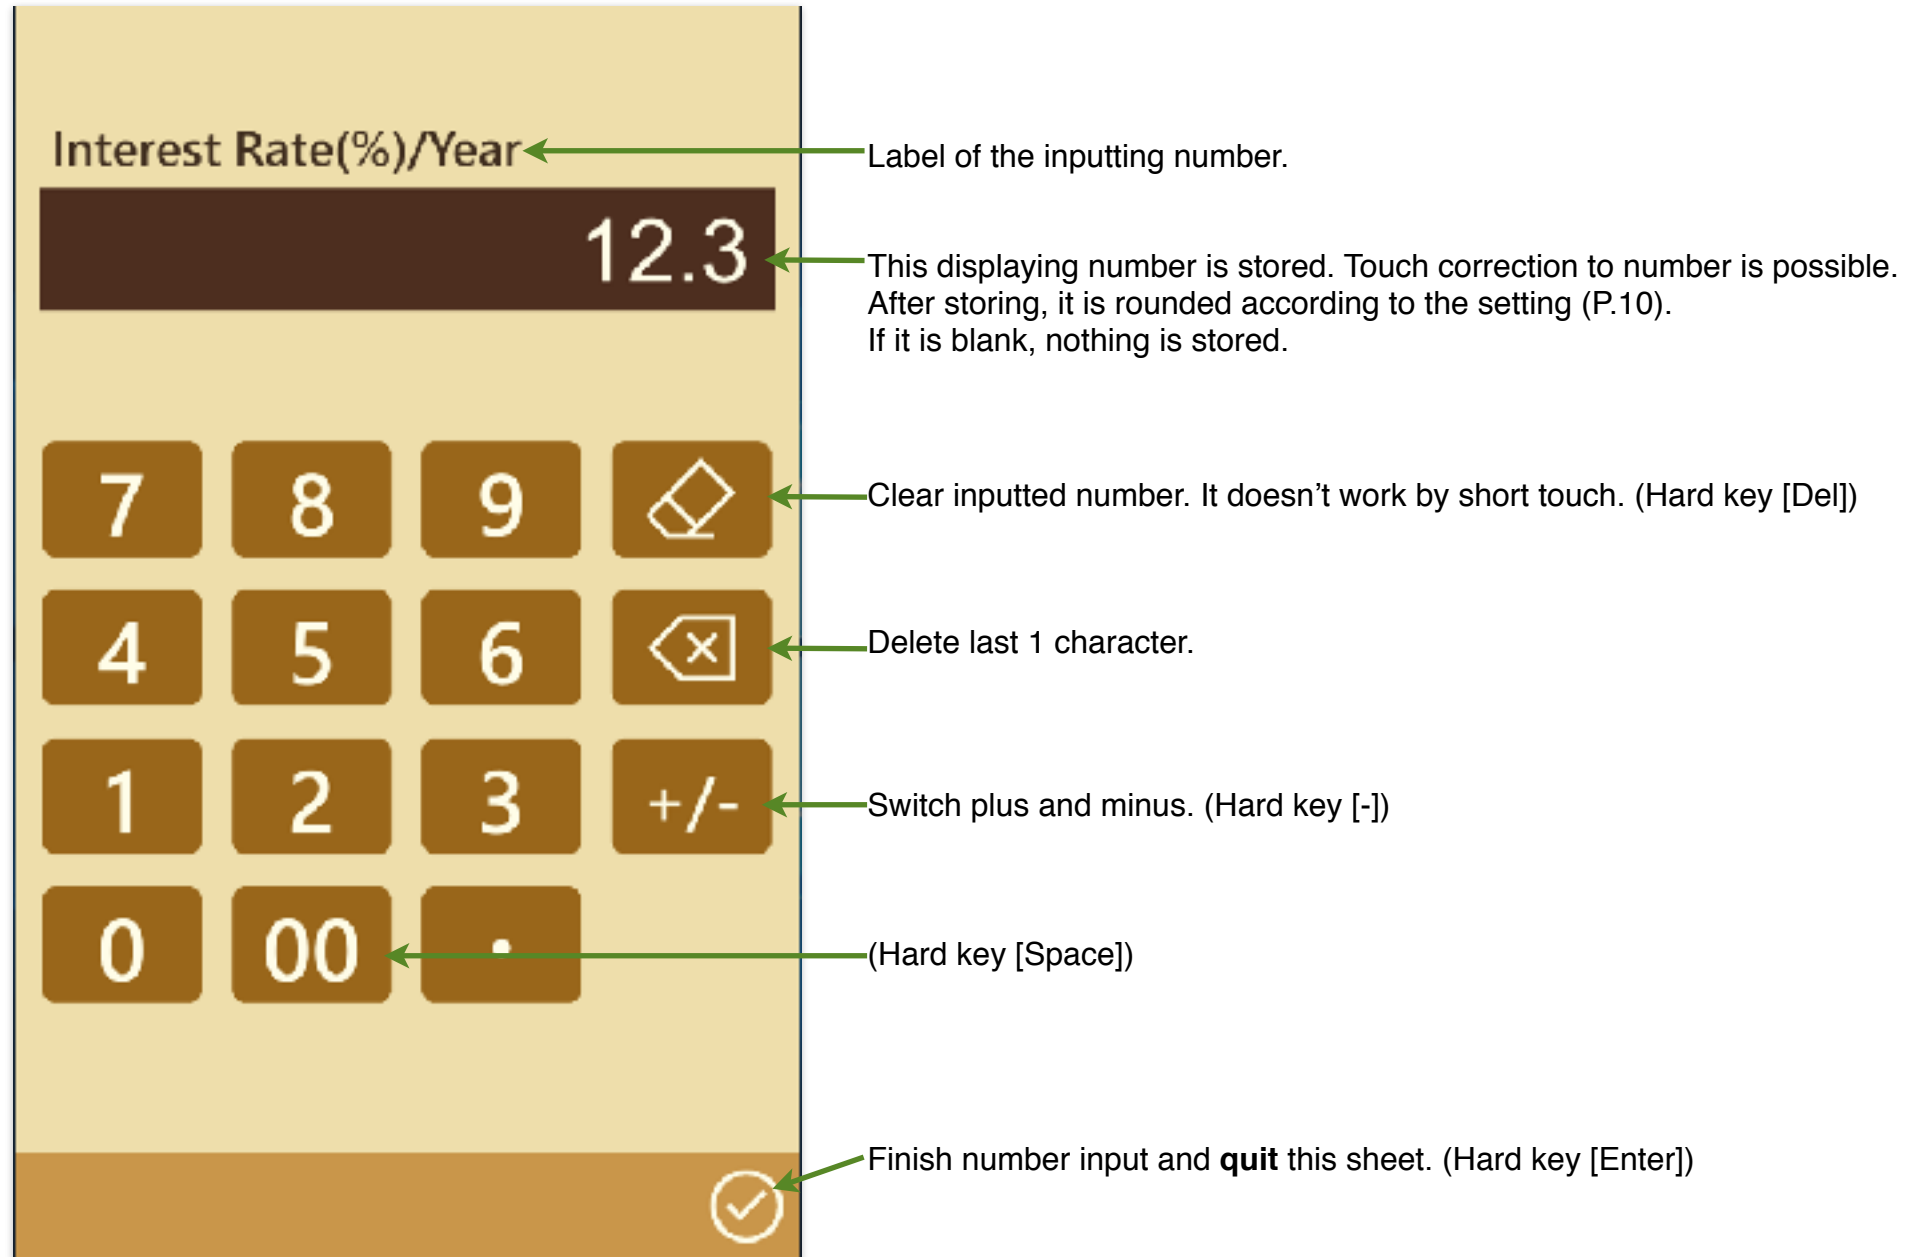 Interest Rate(%)/Year
Label of the inputting number.
12.3
This displaying number is stored. Touch correction to number is possible.
After storing, it is rounded according to the setting (P.10).
If it is blank, nothing is stored.
7 8 9
Clear inputted number. It doesn’t work by short touch. (Hard key [Del])
4 5 6
Delete last 1 character.
1 2 3 +/-
Switch plus and minus. (Hard key [-])
0 00 .
(Hard key [Space])
Finish number input and quit this sheet. (Hard key [Enter])